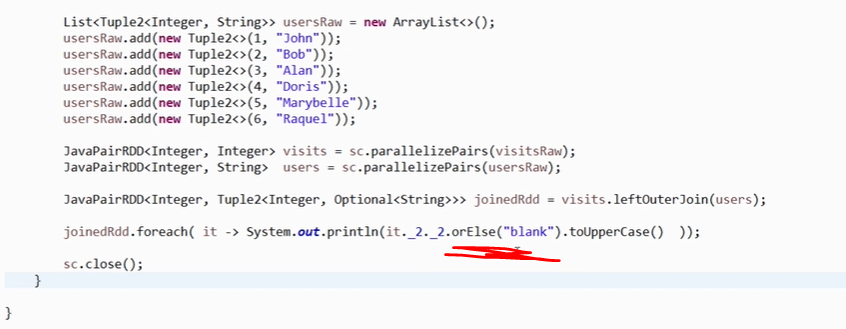 List<Tuple2<Integer, String>> usersRaw = new ArrayList<>();
usersRaw.add(new Tuple2<>(1, "John"));
usersRaw.add(new Tuple2<>(2, "Bob"));
usersRaw.add(new Tuple2<>(3, "Alan"));
usersRaw.add(new Tuple2<>(4, "Doris"));
usersRaw.add(new Tuple2<>(5, "Marybelle"));
usersRaw.add(new Tuple2<>(6, "Raquel"));
JavaPairRDD<Integer, Integer> visits = sc.parallelizePairs(visitsRaw);
JavaPairRDD<Integer, String>  users = sc.parallelizePairs(usersRaw);
JavaPairRDD<Integer, Tuple2<Integer, Optional<String>>> joinedRdd = visits.leftOuterJoin(users);
joinedRdd.foreach( it -> System.out.println(it._2._2.orElse("blank").toUpperCase()  ));
sc.close();
}
}